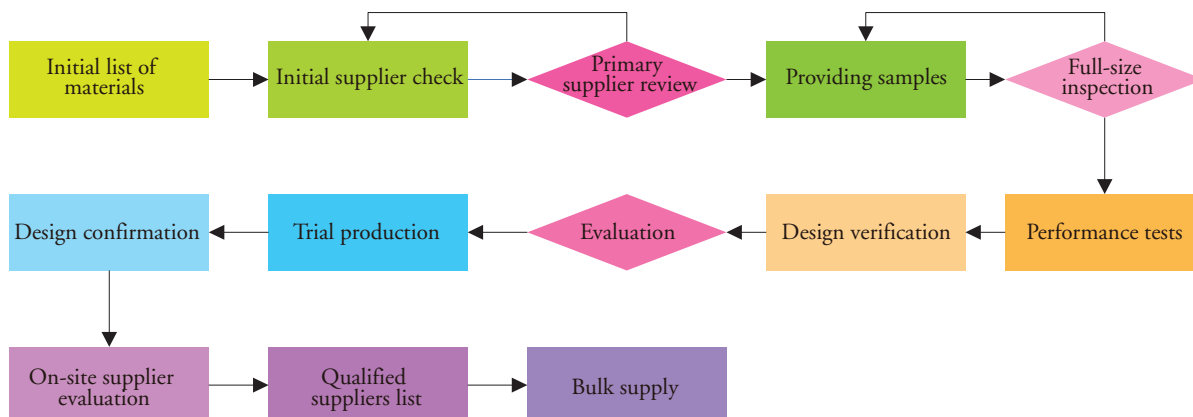 Initial list of
materials
Initial supplier check
Primary
supplier review
Providing samples
Full-size
inspection
Design confirmation
Trial production
Evaluation
Design verification
Performance tests
On-site supplier
evaluation
Qualified
suppliers list
Bulk supply